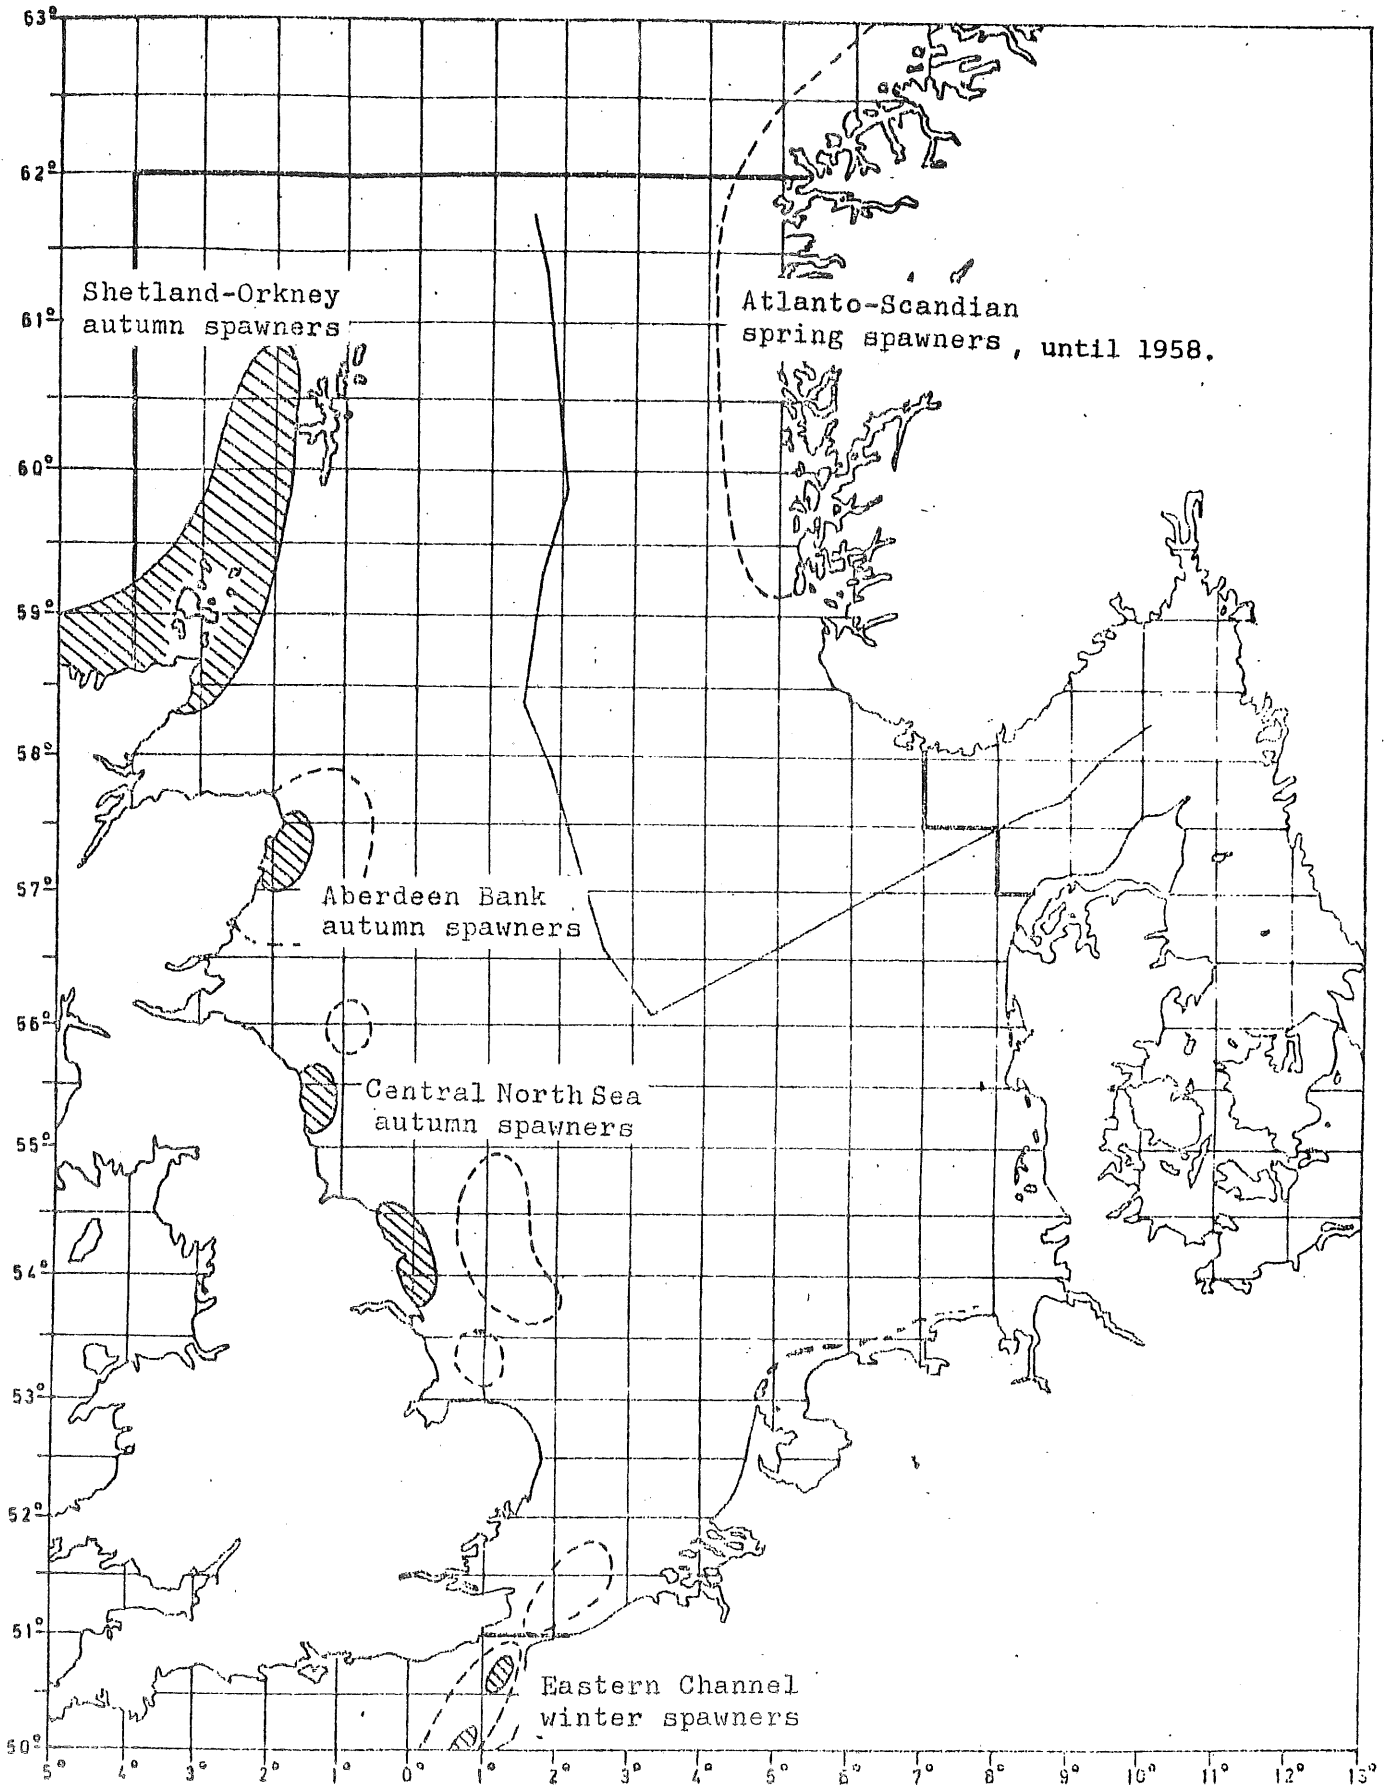 63°
62°
Shetland-Orkney
autumn spawners
Atlanto-Scandian
spring spawners, until 1958.
61°
60°
59°
58°
57°
Aberdeen Bank
autumn spawners
56°
Central North Sea
autumn spawners
55°
54°
53°
52°
51°
Eastern Channel
winter spawners
50°
5° 4° 3° 2° 1° 0° 1° 2° 3° 4° 5° 6° 7° 8° 9° 10° 11° 12° 13°